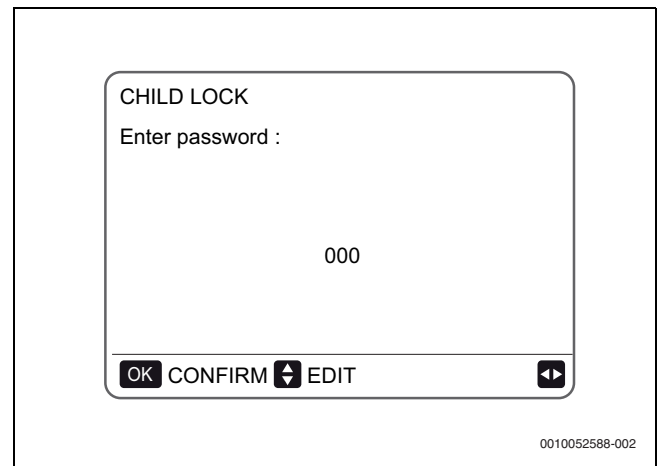 CHILD LOCK
Enter password :
000
OK CONFIRM EDIT
0010052588-002